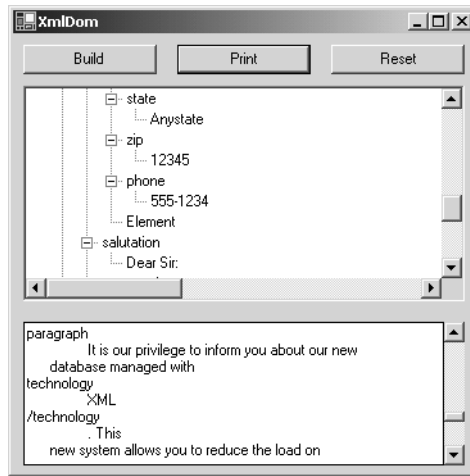 XmlDom
Build Print Reset
state
Anystate
zip
12345
phone
555-1234
Element
salutation
Dear Sir:
paragraph
It is our privilege to inform you about our new
database managed with
technology
XML
/technology
. This
new system allows you to reduce the load on